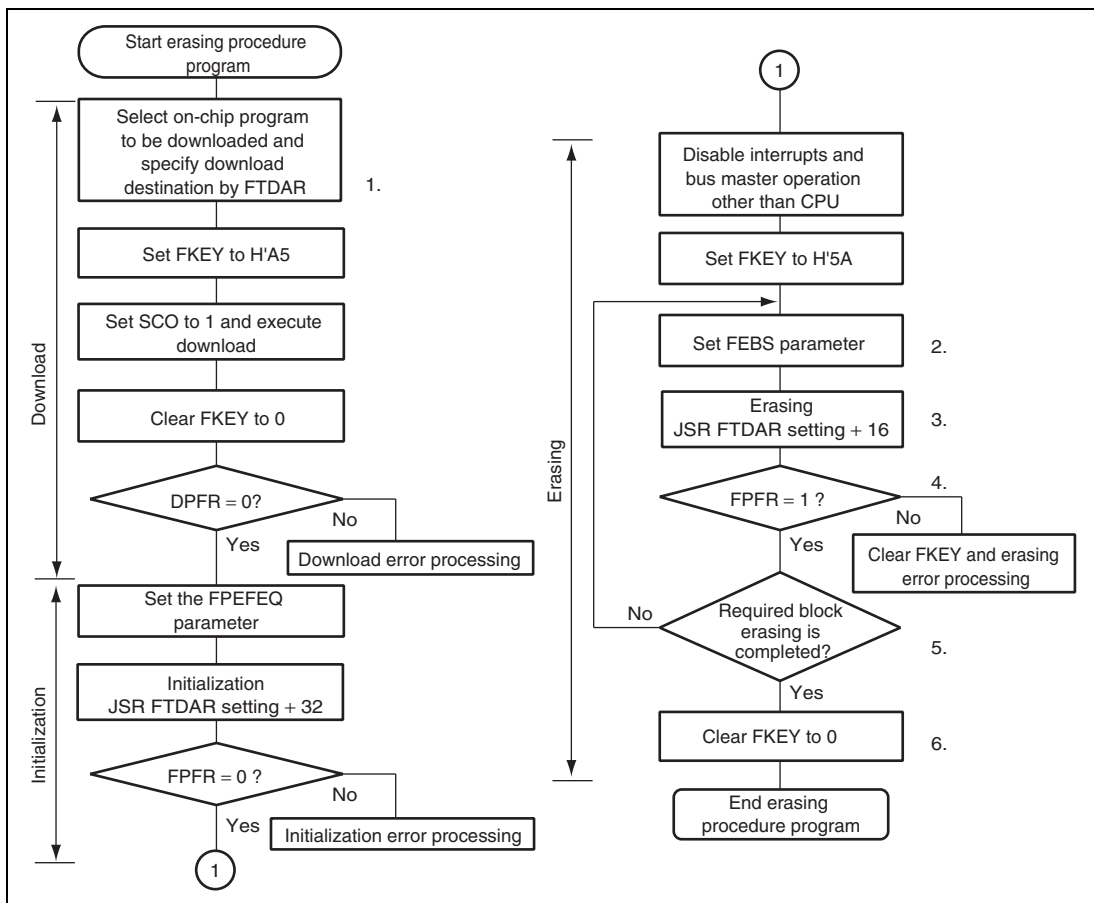 Start erasing procedure
program
Select on-chip program
to be downloaded and
specify download
destination by FTDAR
1.
Set FKEY to H'A5
Set SCO to 1 and execute
download
Clear FKEY to 0
DPFR = 0?
No
Yes
Download error processing
Download
Set the FPEFEQ
parameter
Initialization
JSR FTDAR setting + 32
FPFR = 0 ?
No
Yes
Initialization error processing
Initialization
1
1
Disable interrupts and
bus master operation
other than CPU
Set FKEY to H'5A
Set FEBS parameter
2.
Erasing
JSR FTDAR setting + 16
3.
4.
FPFR = 1 ?
No
Yes
Clear FKEY and erasing
error processing
Required block
erasing is
completed?
No
5.
Yes
Clear FKEY to 0
6.
Erasing
End erasing
procedure program